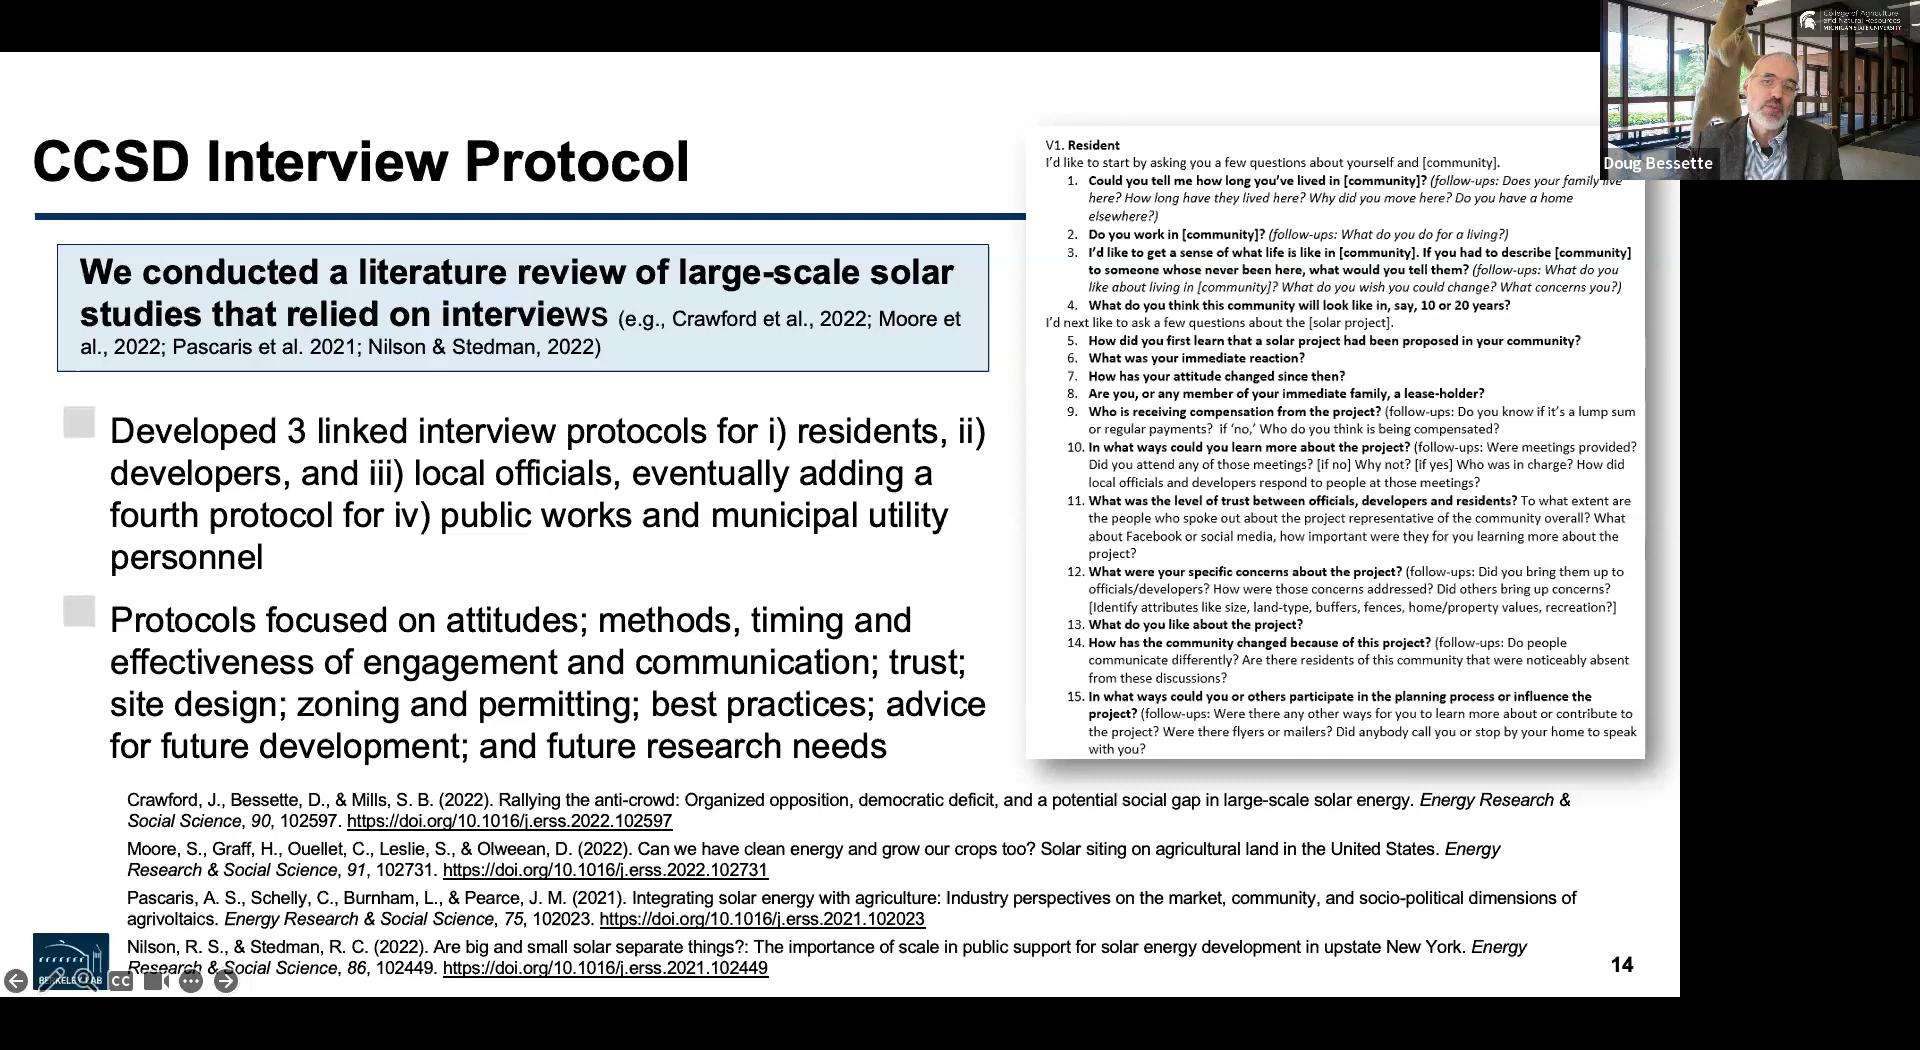 College of Agriculture
and Natural Resources
MICHIGAN STATE UNIVERSITY
Doug Bessette
CCSD Interview Protocol
We conducted a literature review of large-scale solar
studies that relied on interviews (e.g., Crawford et al., 2022; Moore et
al., 2022; Pascaris et al. 2021; Nilson & Stedman, 2022)
Developed 3 linked interview protocols for i) residents, ii)
developers, and iii) local officials, eventually adding a
fourth protocol for iv) public works and municipal utility
personnel
Protocols focused on attitudes; methods, timing and
effectiveness of engagement and communication; trust;
site design; zoning and permitting; best practices; advice
for future development; and future research needs
V1. Resident
I'd like to start by asking you a few questions about yourself and [community].
1. Could you tell me how long you've lived in [community]? (follow-ups: Does your family live
here? How long have they lived here? Why did you move here? Do you have a home
elsewhere?)
2. Do you work in [community]? (follow-ups: What do you do for a living?)
3. I'd like to get a sense of what life is like in [community]. If you had to describe [community]
to someone whose never been here, what would you tell them? (follow-ups: What do you
like about living in [community]? What do you wish you could change? What concerns you?)
4. What do you think this community will look like in, say, 10 or 20 years?
I'd next like to ask a few questions about the [solar project].
5. How did you first learn that a solar project had been proposed in your community?
6. What was your immediate reaction?
7. How has your attitude changed since then?
8. Are you, or any member of your immediate family, a lease-holder?
9. Who is receiving compensation from the project? (follow-ups: Do you know if it's a lump sum
or regular payments? if 'no,' Who do you think is being compensated?
10. In what ways could you learn more about the project? (follow-ups: Were meetings provided?
Did you attend any of those meetings? [if no] Why not? [if yes] Who was in charge? How did
local officials and developers respond to people at those meetings?
11. What was the level of trust between officials, developers and residents? To what extent are
the people who spoke out about the project representative of the community overall? What
about Facebook or social media, how important were they for you learning more about the
project?
12. What were your specific concerns about the project? (follow-ups: Did you bring them up to
officials/developers? How were those concerns addressed? Did others bring up concerns?
[Identify attributes like size, land-type, buffers, fences, home/property values, recreation?]
13. What do you like about the project?
14. How has the community changed because of this project? (follow-ups: Do people
communicate differently? Are there residents of this community that were noticeably absent
from these discussions?
15. In what ways could you or others participate in the planning process or influence the
project? (follow-ups: Were there any other ways for you to learn more about or contribute to
the project? Were there flyers or mailers? Did anybody call you or stop by your home to speak
with you?
Crawford, J., Bessette, D., & Mills, S. B. (2022). Rallying the anti-crowd: Organized opposition, democratic deficit, and a potential social gap in large-scale solar energy. Energy Research &
Social Science, 90, 102597. https://doi.org/10.1016/j.erss.2022.102597
Moore, S., Graff, H., Ouellet, C., Leslie, S., & Olweean, D. (2022). Can we have clean energy and grow our crops too? Solar siting on agricultural land in the United States. Energy
Research & Social Science, 91, 102731. https://doi.org/10.1016/j.erss.2022.102731
Pascaris, A. S., Schelly, C., Burnham, L., & Pearce, J. M. (2021). Integrating solar energy with agriculture: Industry perspectives on the market, community, and socio-political dimensions of
agrivoltaics. Energy Research & Social Science, 75, 102023. https://doi.org/10.1016/j.erss.2021.102023
Nilson, R. S., & Stedman, R. C. (2022). Are big and small solar separate things?: The importance of scale in public support for solar energy development in upstate New York. Energy
Research & Social Science, 86, 102449. https://doi.org/10.1016/j.erss.2021.102449
BERKELEY LAB
CC
14